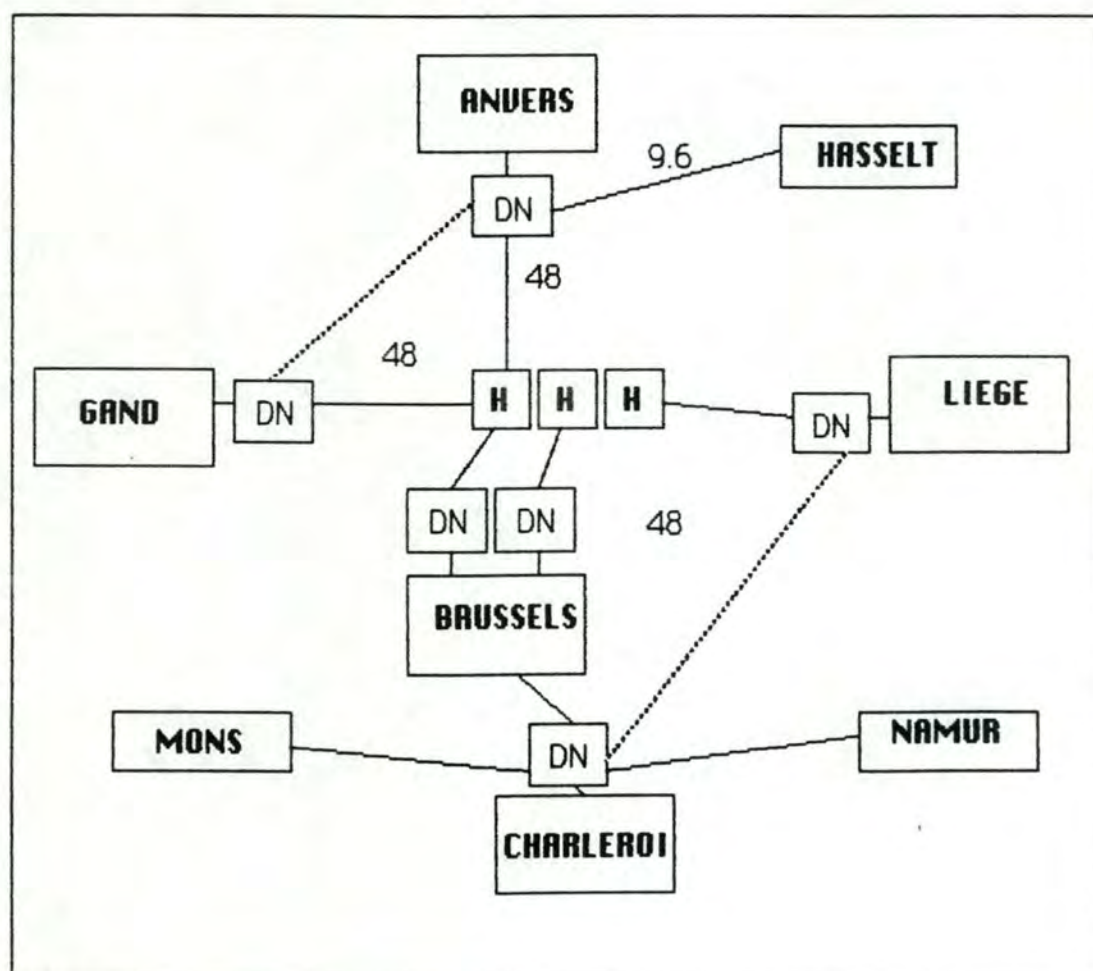 ANVERS
HASSELT
9.6
DN
48
48
GAND
DN
H H H
DN
LIEGE
DN DN
48
BRUSSELS
MONS
DN
NAMUR
CHARLEROI